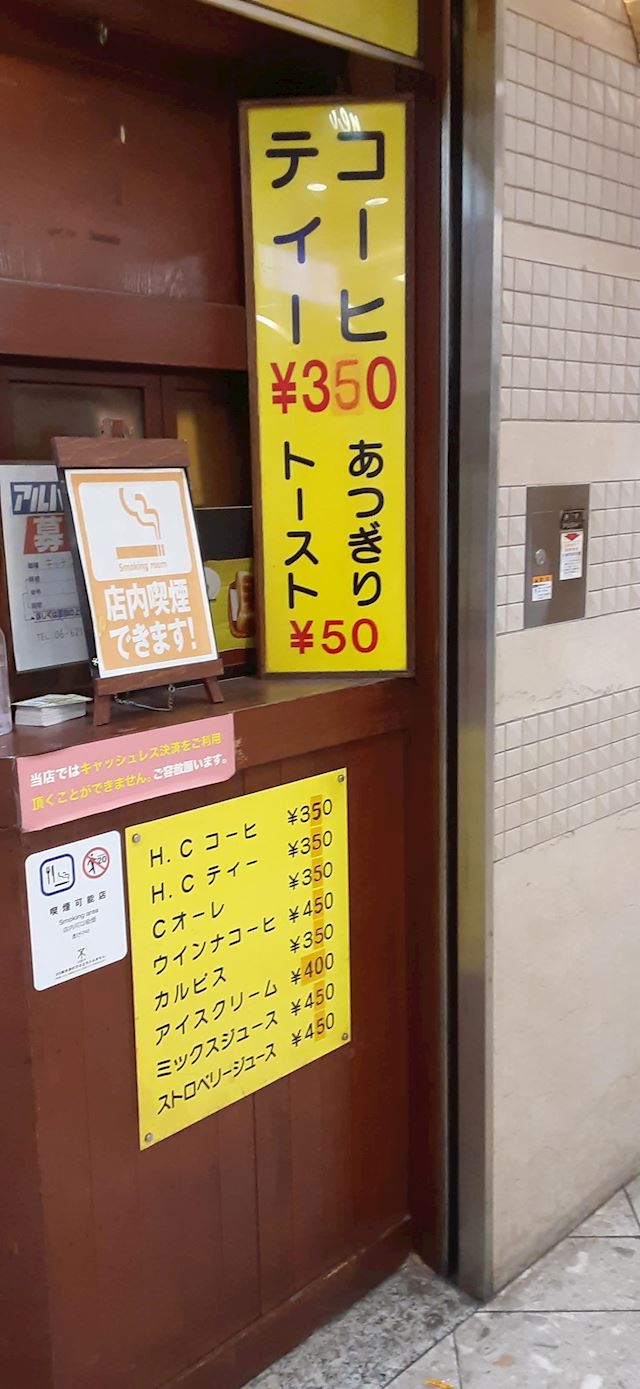 コーヒ
ティー
¥350
あつぎり
トースト
¥50
アルバ
募
TEL:06-621
Smoking room
店内喫煙
できます!
当店ではキャッシュレス決済をご利用
頂くことができません。ご容赦願います。
喫煙可能店
Smoking area
H.C コーヒ ¥350
H.C ティー ¥350
Cオーレ ¥350
ウインナコーヒ ¥450
カルピス ¥350
アイスクリーム ¥400
ミックスジュース ¥450
ストロベリージュース ¥450